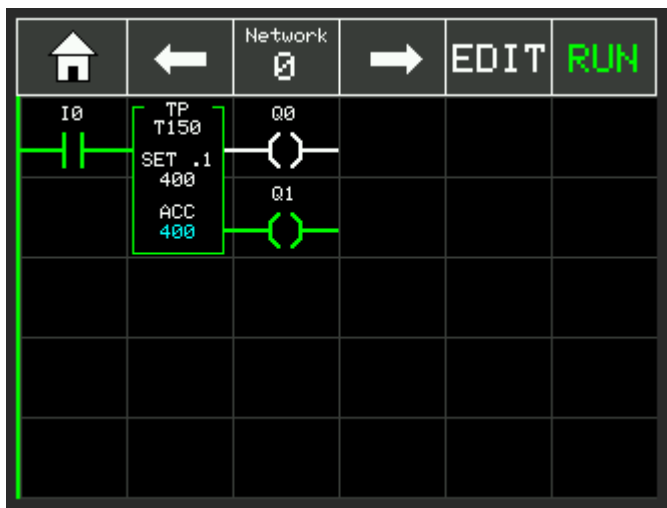 Network
0
EDIT
RUN
I0
TP
T150
SET .1
400
ACC
400
Q0
Q1